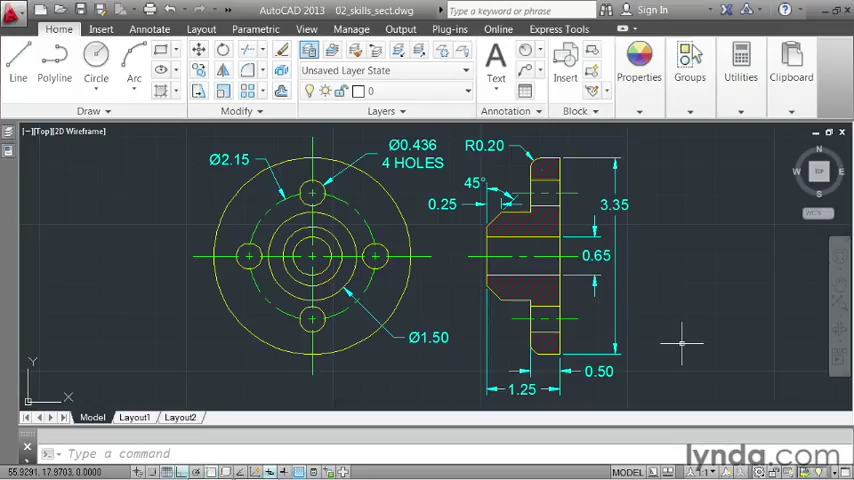 AutoCAD 2013 02_skills_sect.dwg
Type a keyword or phrase
Sign In
Home Insert Annotate Layout Parametric View Manage Output Plug-ins Online Express Tools
Line Polyline Circle Arc
Draw
Modify
Unsaved Layer State
0
Layers
Text
Annotation
Insert
Block
Properties
Groups
Utilities
Clipboard
[−][Top][2D Wireframe]
N
W TOP E
S
WCS
Ø2.15
Ø0.436
4 HOLES
R0.20
45°
0.25
3.35
0.65
Ø1.50
0.50
1.25
Y
X
Model Layout1 Layout2
Type a command
lynda.com
55.9291, 17.9703, 0.0000
MODEL
1:1